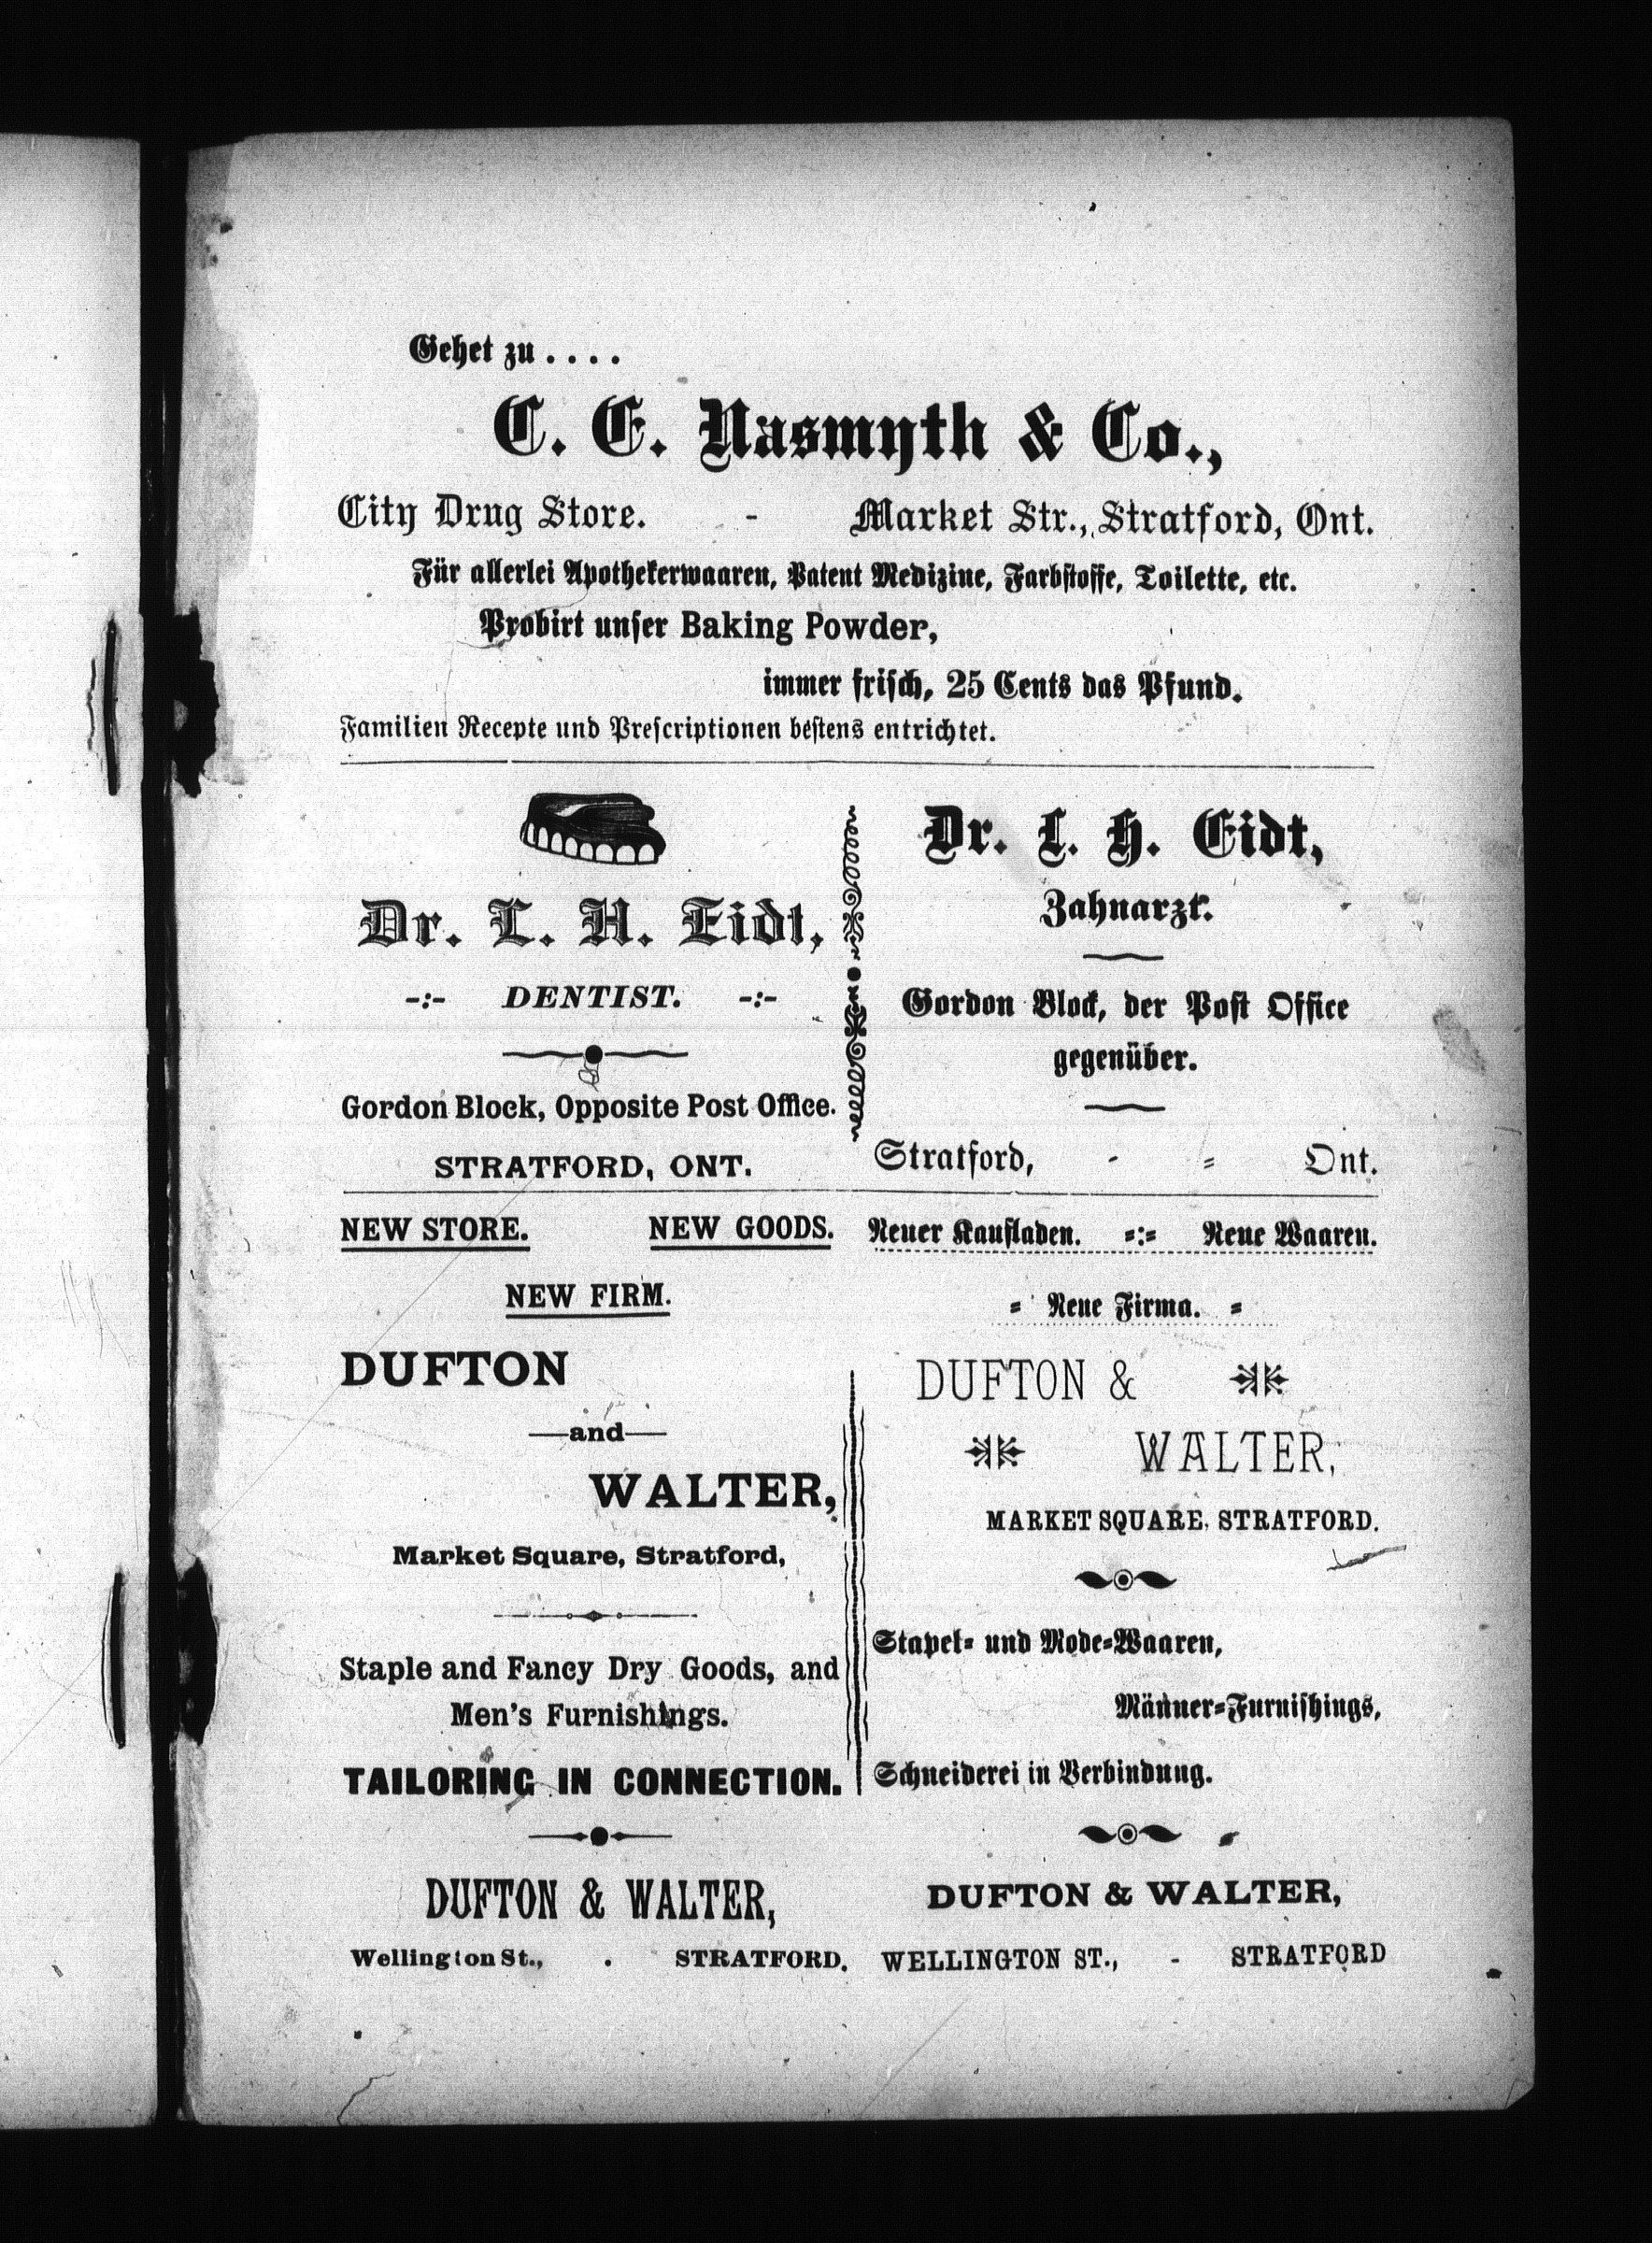 Gehet zu . . . .
C. E. Nasmyth & Co.,
City Drug Store. - Market Str., Stratford, Ont.
Für allerlei Apothekerwaaren, Patent Medizine, Farbstoffe, Toilette, etc.
Probirt unser Baking Powder,
immer frisch, 25 Cents das Pfund.
Familien Recepte und Prescriptionen bestens entrichtet.
Dr. L. H. Eidt,
-:- DENTIST. -:-
Gordon Block, Opposite Post Office.
STRATFORD, ONT.
Dr. L. H. Eidt,
Zahnarzt.
Gordon Block, der Post Office
gegenüber.
Stratford, - = Ont.
NEW STORE. NEW GOODS.
NEW FIRM.
DUFTON
—and—
WALTER,
Market Square, Stratford,
Staple and Fancy Dry Goods, and
Men's Furnishings.
TAILORING IN CONNECTION.
DUFTON & WALTER,
Wellington St., . STRATFORD.
Neuer Kaufladen. =:= Neue Waaren.
= Neue Firma. =
DUFTON &
WALTER,
MARKET SQUARE, STRATFORD.
Stapel= und Mode=Waaren,
Männer=Furnishings,
Schneiderei in Verbindung.
DUFTON & WALTER,
WELLINGTON ST., - STRATFORD